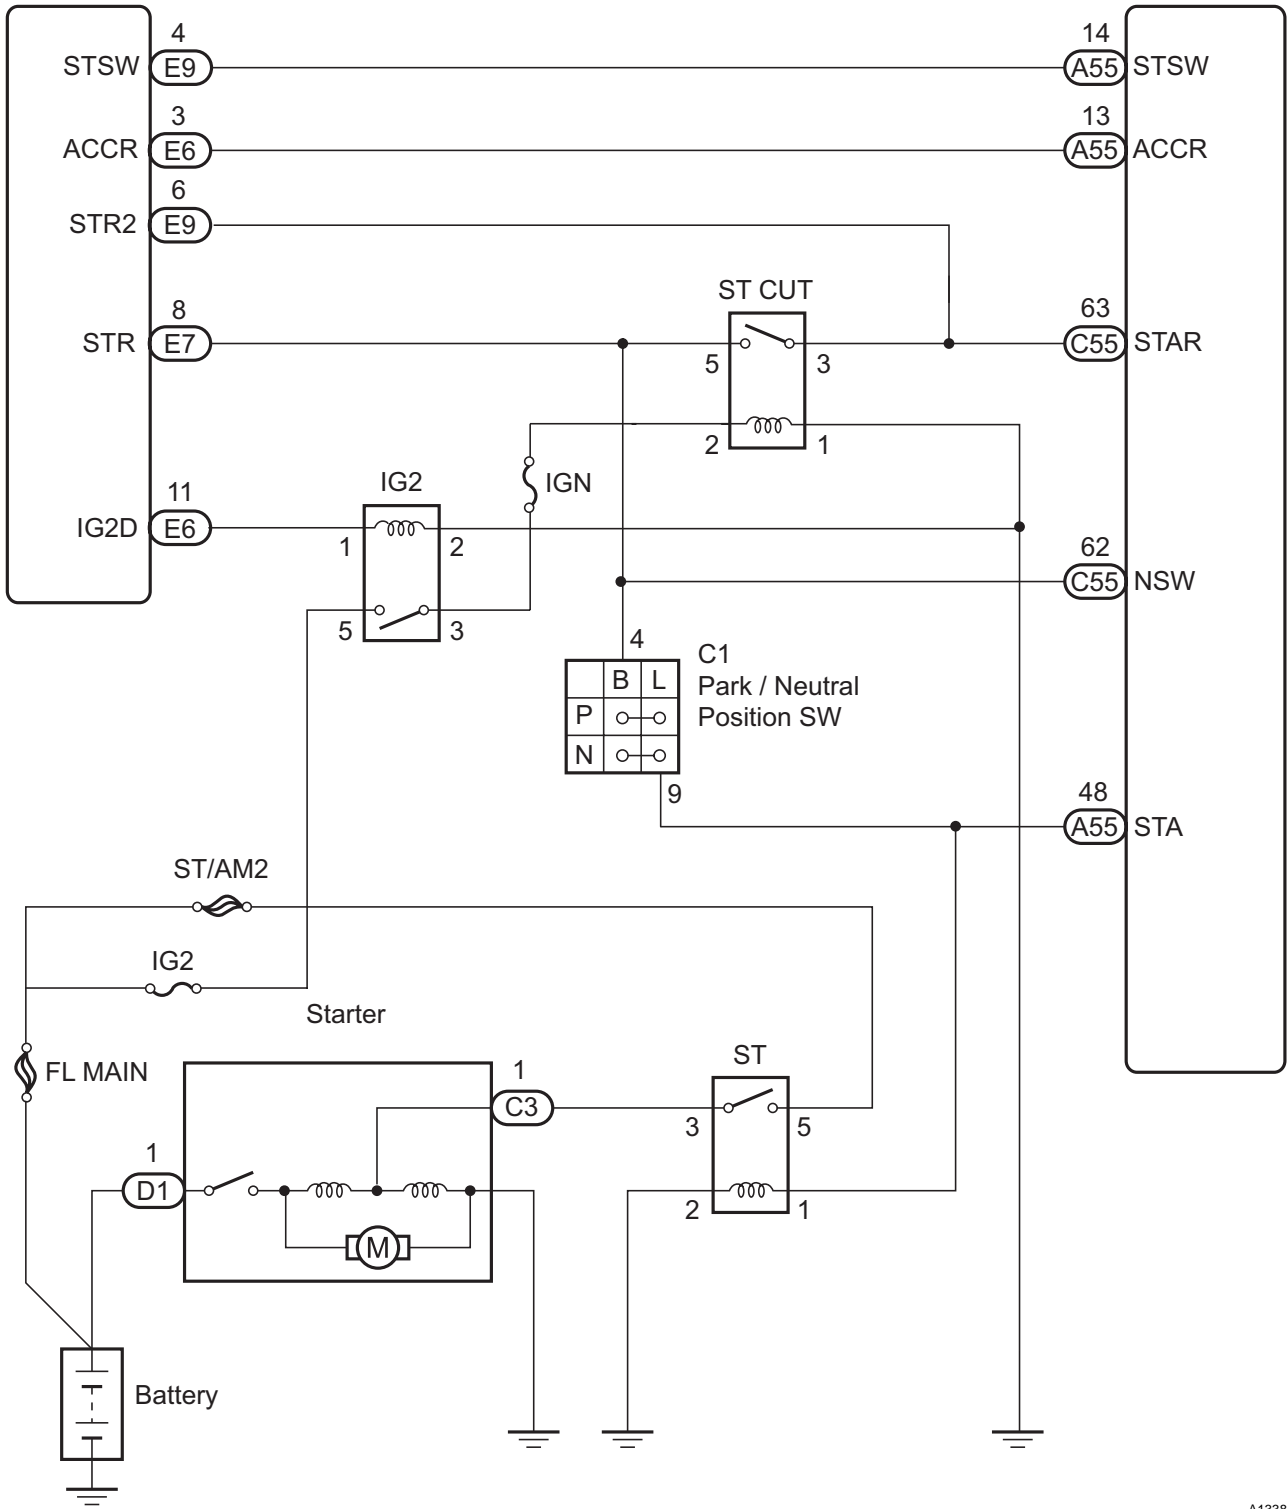 4
STSW E9
14
A55 STSW
3
ACCR E6
13
A55 ACCR
6
STR2 E9
ST CUT
8
STR E7
5 3
63
C55 STAR
2 1
IGN
IG2
11
IG2D E6
1 2
5 3
62
C55 NSW
4
C1
Park / Neutral
Position SW
B L
P
N
9
48
A55 STA
ST/AM2
IG2
Starter
FL MAIN
1
C3
ST
3 5
1
D1
2 1
M
Battery